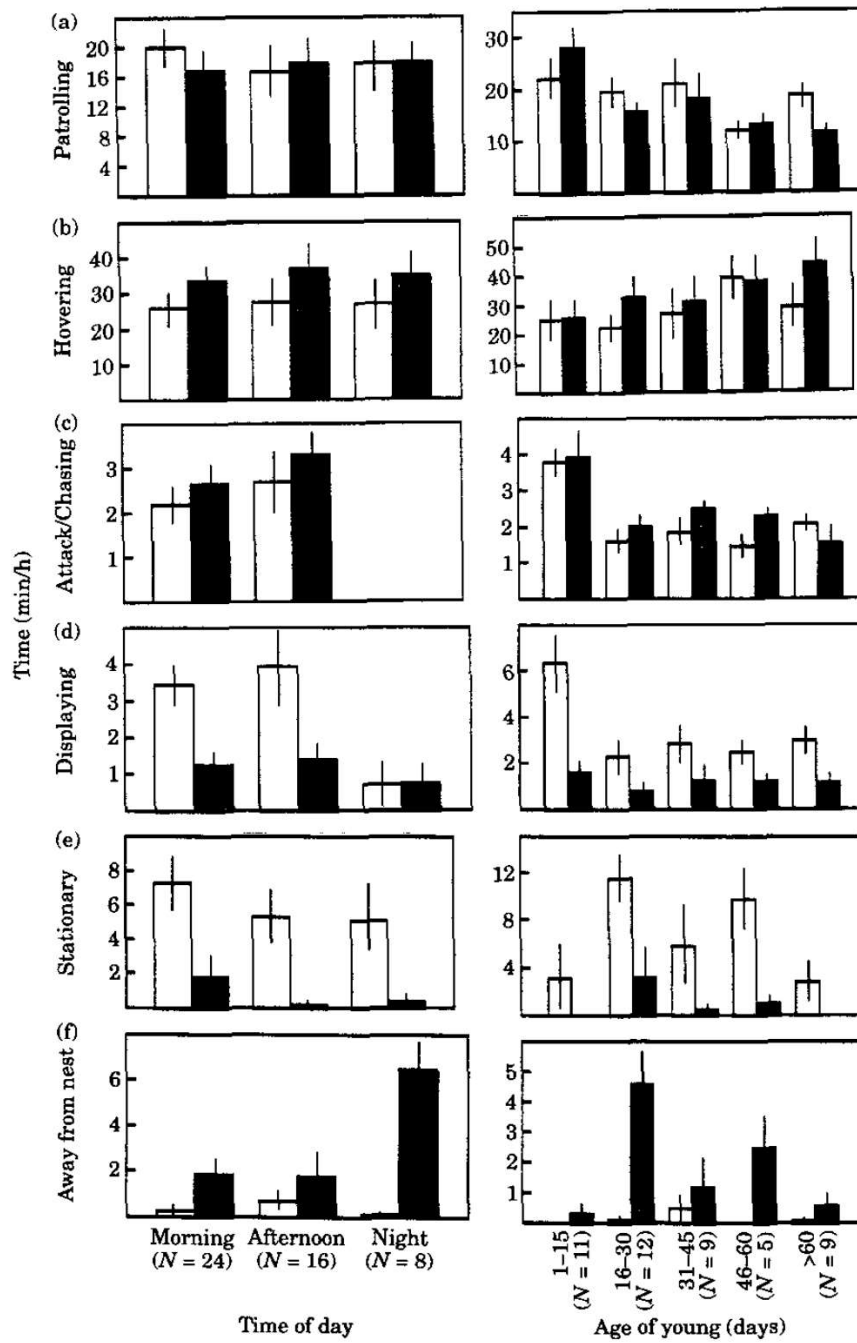 (a)
Patrolling
20
16
12
8
4
30
20
10
(b)
Hovering
40
30
20
10
50
40
30
20
10
(c)
Attack/Chasing
3
2
1
4
3
2
1
Time (min/h)
(d)
Displaying
4
3
2
1
6
4
2
(e)
Stationary
8
6
4
2
12
8
4
(f)
Away from nest
6
4
2
5
4
3
2
1
Morning
(N = 24)
Afternoon
(N = 16)
Night
(N = 8)
1–15
(N = 11)
16–30
(N = 12)
31–45
(N = 9)
46–60
(N = 5)
>60
(N = 9)
Time of day
Age of young (days)